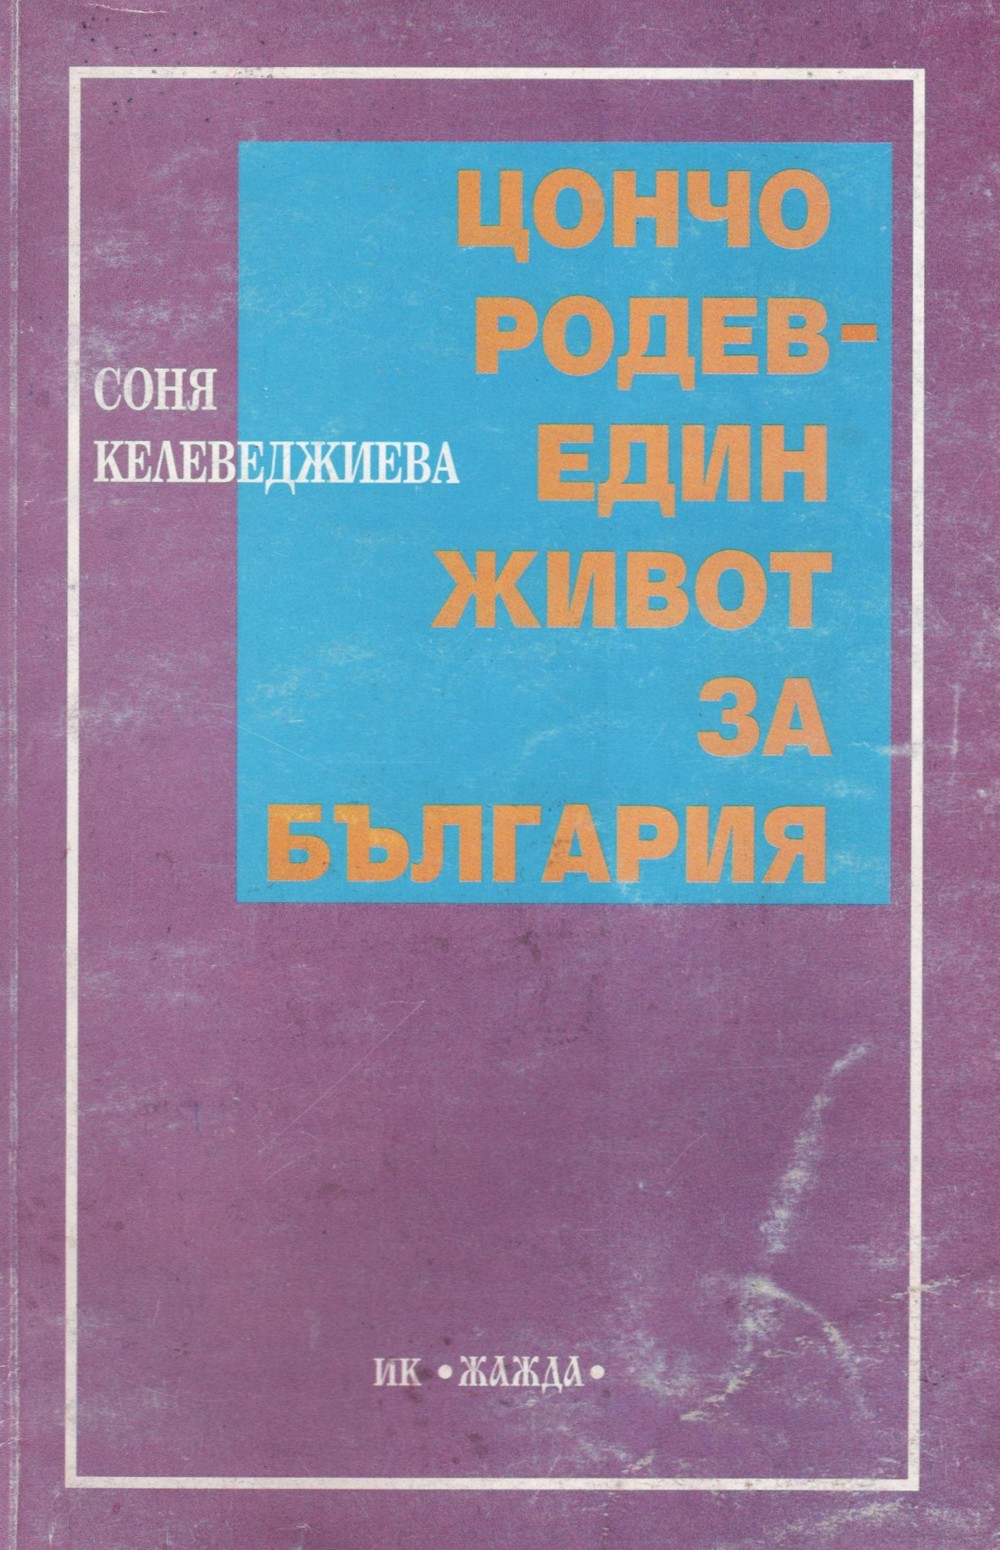 ЦОНЧО
РОДЕВ-
ЕДИН
ЖИВОТ
ЗА
БЪЛГАРИЯ
СОНЯ
КЕЛЕВЕДЖИЕВА
ИК •ЖАЖДА•